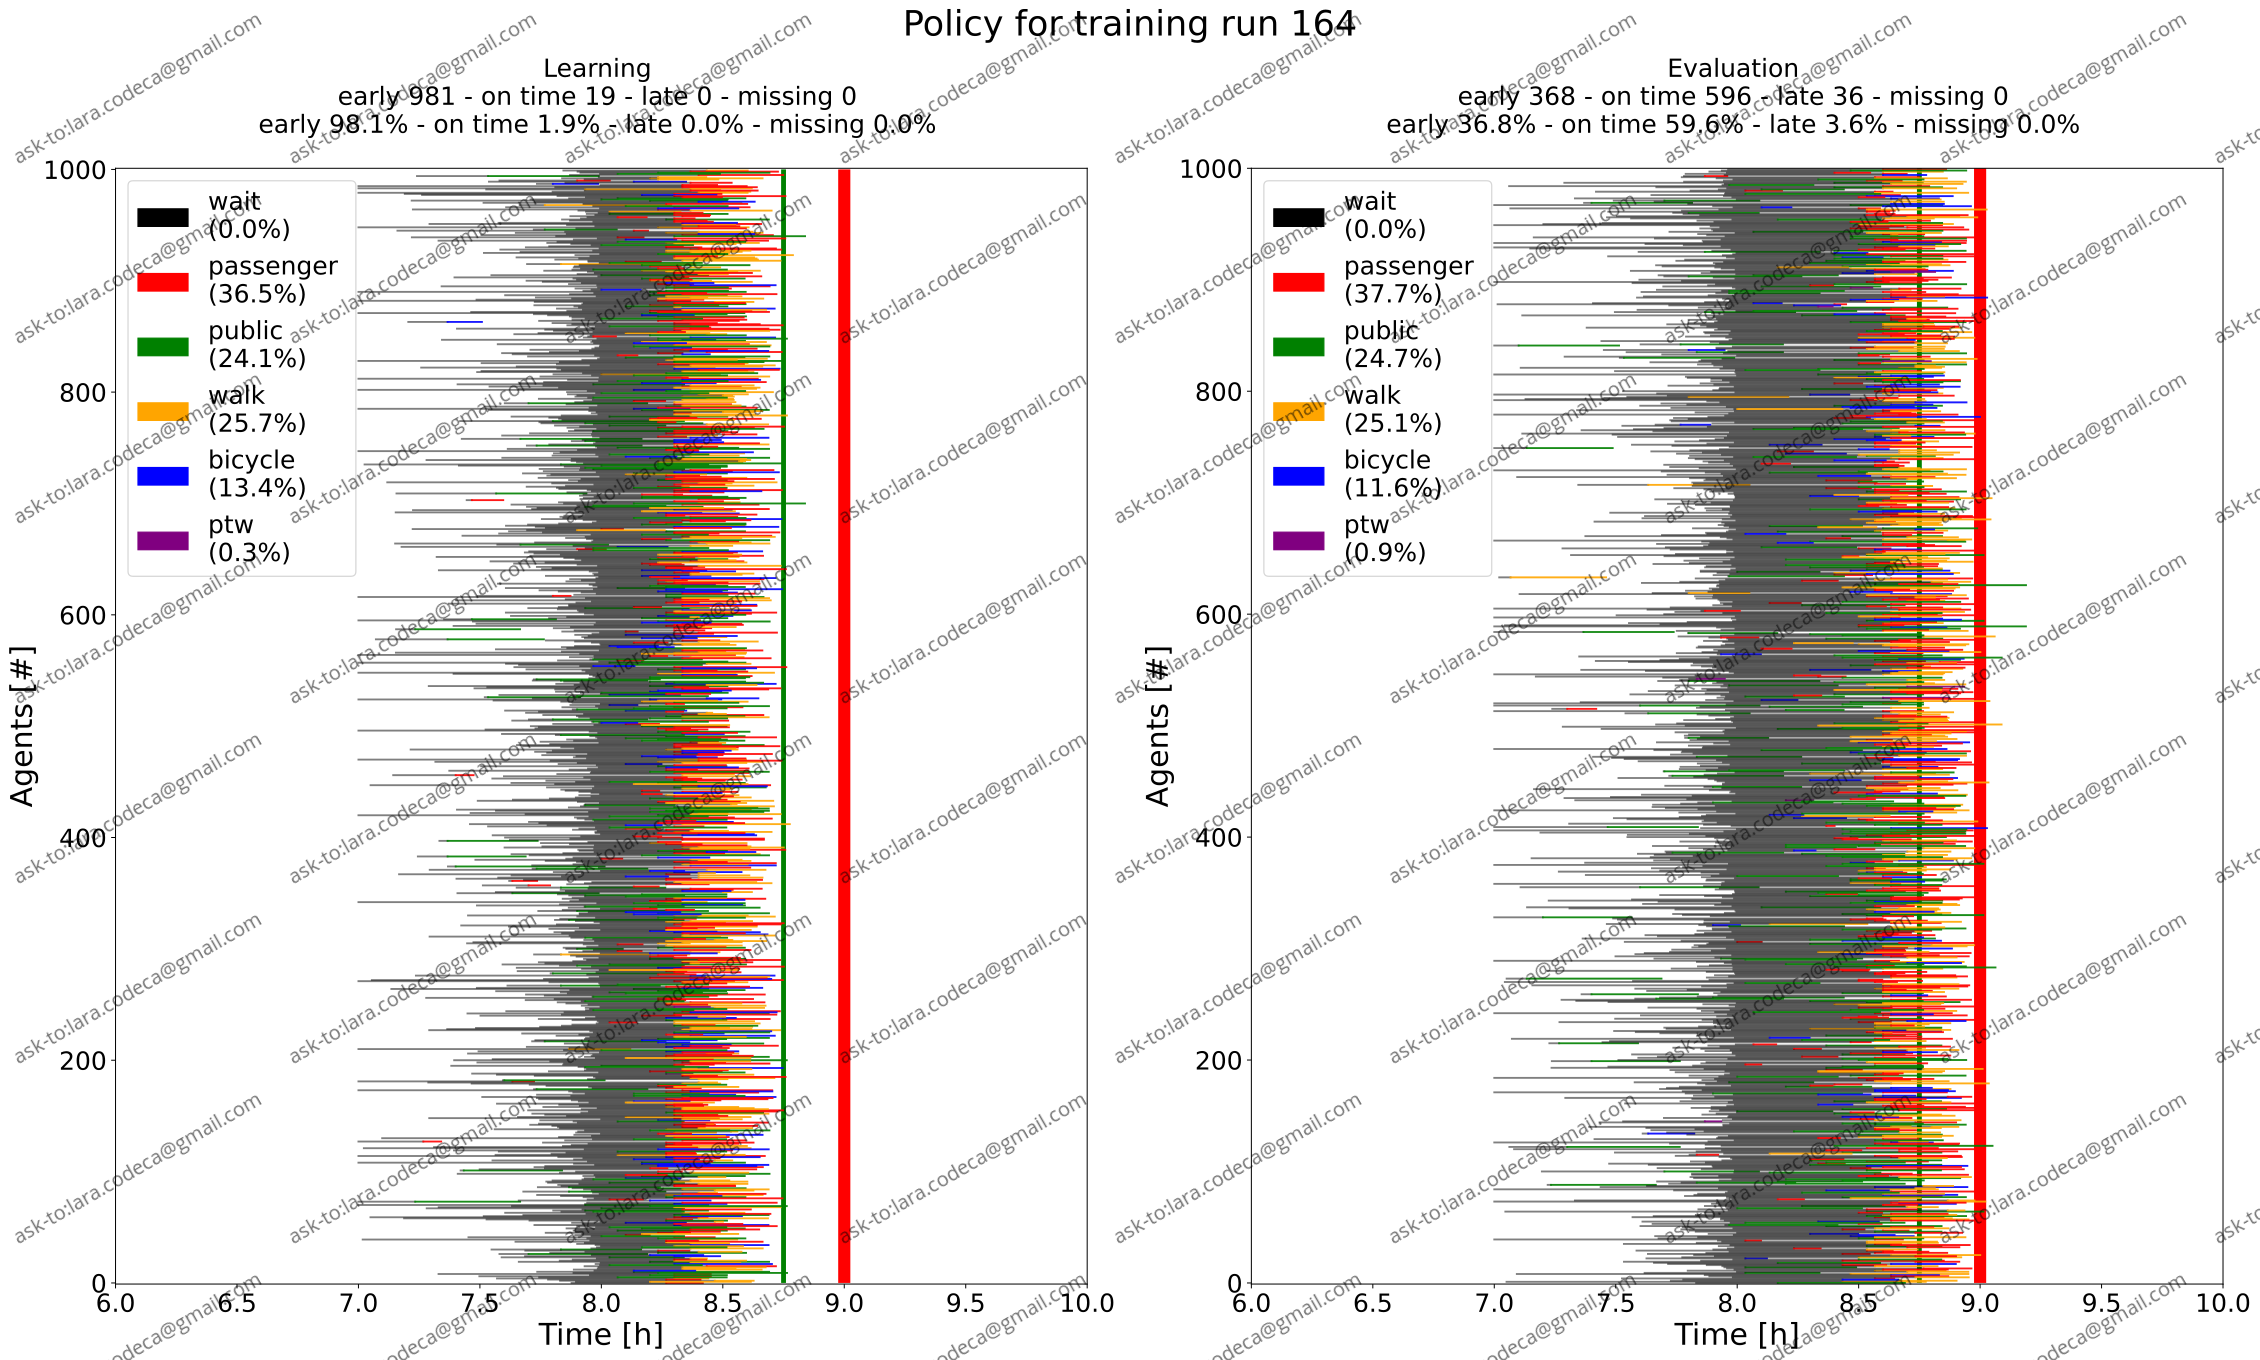 Policy for training run 164
Learning
early 981 - on time 19 - late 0 - missing 0
early 98.1% - on time 1.9% - late 0.0% - missing 0.0%
1000
800
600
400
200
0
Agents [#]
wait
(0.0%)
passenger
(36.5%)
public
(24.1%)
walk
(25.7%)
bicycle
(13.4%)
ptw
(0.3%)
6.0 6.5 7.0 7.5 8.0 8.5 9.0 9.5 10.0
Time [h]
Evaluation
early 368 - on time 596 - late 36 - missing 0
early 36.8% - on time 59.6% - late 3.6% - missing 0.0%
1000
800
600
400
200
0
Agents [#]
wait
(0.0%)
passenger
(37.7%)
public
(24.7%)
walk
(25.1%)
bicycle
(11.6%)
ptw
(0.9%)
6.0 6.5 7.0 7.5 8.0 8.5 9.0 9.5 10.0
Time [h]
ask-to:lara.codeca@gmail.com